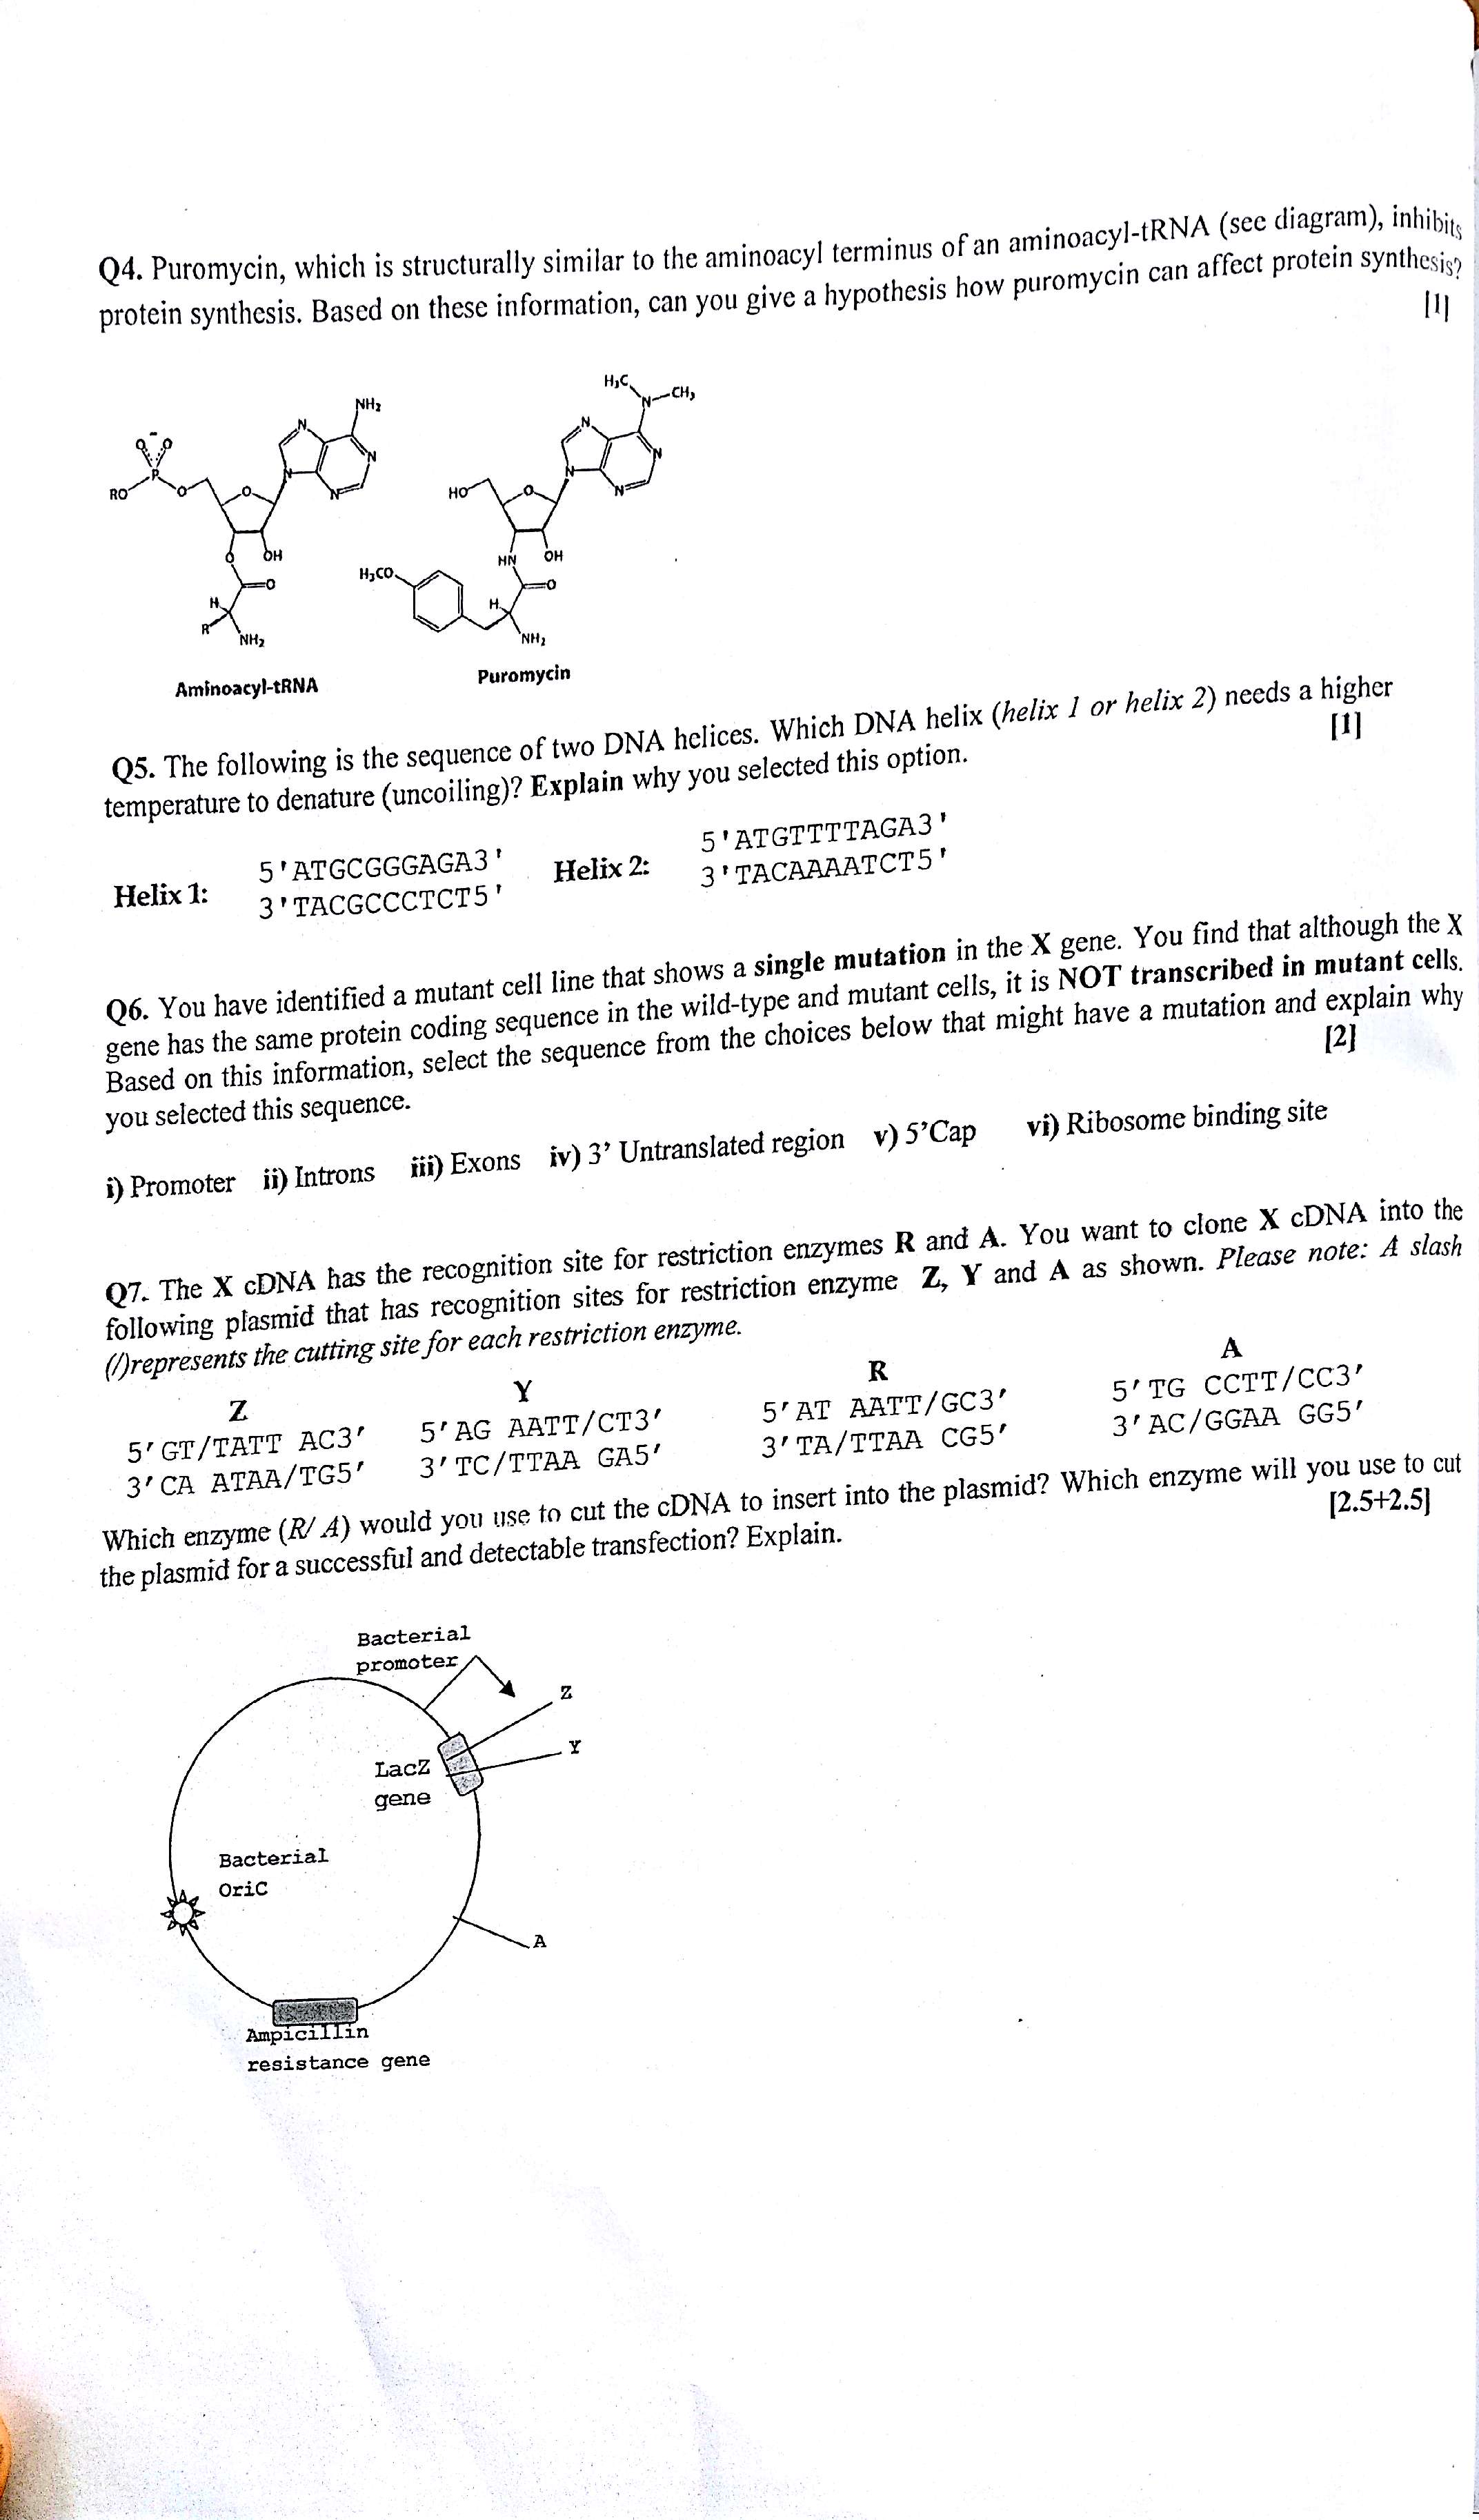 Q4. Puromycin, which is structurally similar to the aminoacyl terminus of an aminoacyl-tRNA (see diagram), inhibits
protein synthesis. Based on these information, can you give a hypothesis how puromycin can affect protein synthesis?
[1]
H₃C
N
CH₃
NH₂
N
N
N
N
N
N
N
N
O
-
O
P
RO
O
O
HO
O
O
OH
HN
OH
H₃CO
O
O
H
H
R
NH₂
NH₂
Aminoacyl-tRNA
Puromycin
Q5. The following is the sequence of two DNA helices. Which DNA helix (helix 1 or helix 2) needs a higher
temperature to denature (uncoiling)? Explain why you selected this option.
[1]
Helix 1:
5'ATGCGGGAGA3'
3'TACGCCCTCT5'
Helix 2:
5'ATGTTTTAGA3'
3'TACAAAATCT5'
Q6. You have identified a mutant cell line that shows a single mutation in the X gene. You find that although the X
gene has the same protein coding sequence in the wild-type and mutant cells, it is NOT transcribed in mutant cells.
Based on this information, select the sequence from the choices below that might have a mutation and explain why
you selected this sequence.
[2]
i) Promoter ii) Introns iii) Exons iv) 3' Untranslated region v) 5'Cap vi) Ribosome binding site
Q7. The X cDNA has the recognition site for restriction enzymes R and A. You want to clone X cDNA into the
following plasmid that has recognition sites for restriction enzyme Z, Y and A as shown. Please note: A slash
(/)represents the cutting site for each restriction enzyme.
Z
5'GT/TATT AC3'
3'CA ATAA/TG5'
Y
5'AG AATT/CT3'
3'TC/TTAA GA5'
R
5'AT AATT/GC3'
3'TA/TTAA CG5'
A
5'TG CCTT/CC3'
3'AC/GGAA GG5'
Which enzyme (R/ A) would you use to cut the cDNA to insert into the plasmid? Which enzyme will you use to cut
the plasmid for a successful and detectable transfection? Explain.
[2.5+2.5]
Bacterial
promoter
Z
Y
LacZ
gene
Bacterial
OriC
A
Ampicillin
resistance gene